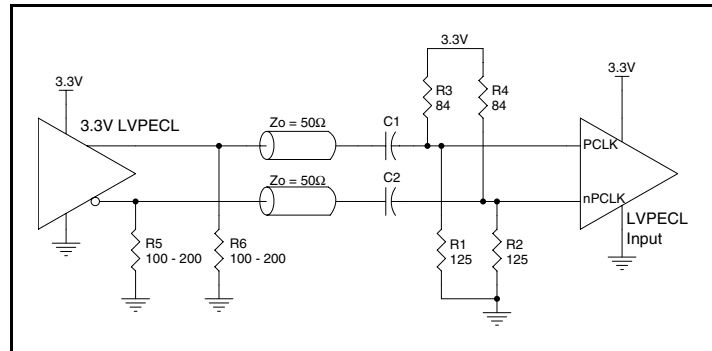 3.3V
3.3V LVPECL
Zo = 50Ω
C1
3.3V
R3
84
R4
84
3.3V
PCLK
Zo = 50Ω
C2
nPCLK
LVPECL
Input
R5
100 - 200
R6
100 - 200
R1
125
R2
125